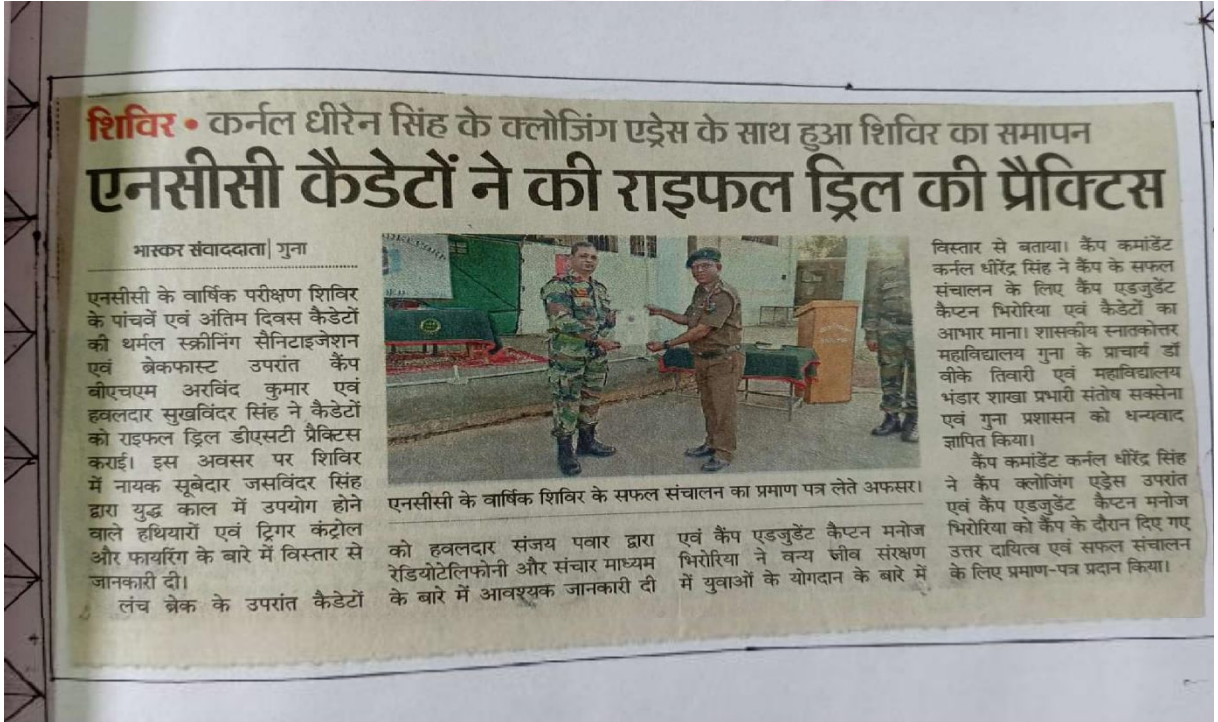 शिविर • कर्नल धीरेन सिंह के क्लोजिंग एड्रेस के साथ हुआ शिविर का समापन
एनसीसी कैडेटों ने की राइफल ड्रिल की प्रैक्टिस
भास्कर संवाददाता| गुना
एनसीसी के वार्षिक परीक्षण शिविर
के पांचवें एवं अंतिम दिवस कैडेटों
की थर्मल स्क्रीनिंग सैनिटाइजेशन
एवं ब्रेकफास्ट उपरांत कैंप
बीएचएम अरविंद कुमार एवं
हवलदार सुखविंदर सिंह ने कैडेटों
को राइफल ड्रिल डीएसटी प्रैक्टिस
कराई। इस अवसर पर शिविर
में नायक सूबेदार जसविंदर सिंह
द्वारा युद्ध काल में उपयोग होने
वाले हथियारों एवं ट्रिगर कंट्रोल
और फायरिंग के बारे में विस्तार से
जानकारी दी।
लंच ब्रेक के उपरांत कैडेटों
एनसीसी के वार्षिक शिविर के सफल संचालन का प्रमाण पत्र लेते अफसर।
को हवलदार संजय पवार द्वारा
रेडियोटेलिफोनी और संचार माध्यम
के बारे में आवश्यक जानकारी दी
एवं कैंप एडजुडेंट कैप्टन मनोज
भिरोरिया ने वन्य जीव संरक्षण
में युवाओं के योगदान के बारे में
विस्तार से बताया। कैंप कमांडेंट
कर्नल धीरेंद्र सिंह ने कैंप के सफल
संचालन के लिए कैंप एडजुडेंट
कैप्टन भिरोरिया एवं कैडेटों का
आभार माना। शासकीय स्नातकोत्तर
महाविद्यालय गुना के प्राचार्य डॉ
वीके तिवारी एवं महाविद्यालय
भंडार शाखा प्रभारी संतोष सक्सेना
एवं गुना प्रशासन को धन्यवाद
ज्ञापित किया।
कैंप कमांडेंट कर्नल धीरेंद्र सिंह
ने कैंप क्लोजिंग एड्रेस उपरांत
एवं कैंप एडजुडेंट कैप्टन मनोज
भिरोरिया को कैंप के दौरान दिए गए
उत्तर दायित्व एवं सफल संचालन
के लिए प्रमाण-पत्र प्रदान किया।